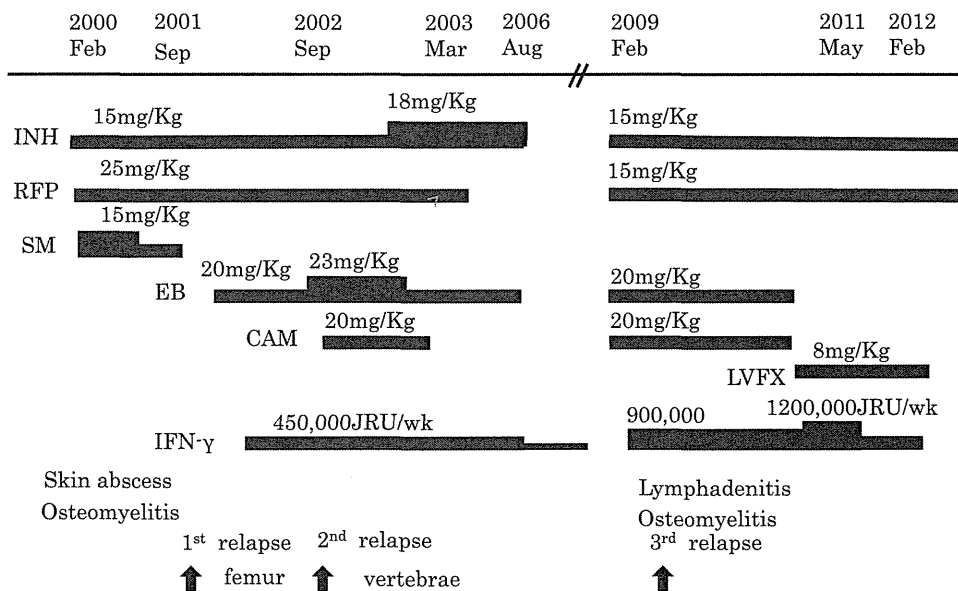 2000 2001 2002 2003 2006 2009 2011 2012
Feb Sep Sep Mar Aug Feb May Feb
18mg/Kg
15mg/Kg 15mg/Kg
INH
25mg/Kg 15mg/Kg
RFP
15mg/Kg
SM
20mg/Kg 23mg/Kg 20mg/Kg
EB
20mg/Kg 20mg/Kg
CAM
8mg/Kg
LVFX
450,000JRU/wk 900,000 1200,000JRU/wk
IFN-γ
Skin abscess Lymphadenitis
Osteomyelitis Osteomyelitis
1st relapse 2nd relapse 3rd relapse
femur vertebrae